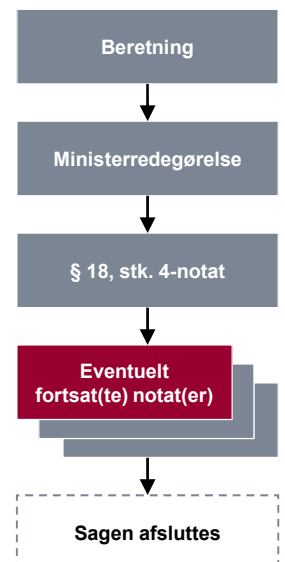 Beretning
Ministerredegørelse
§ 18, stk. 4-notat
Eventuelt
fortsat(te) notat(er)
Sagen afsluttes